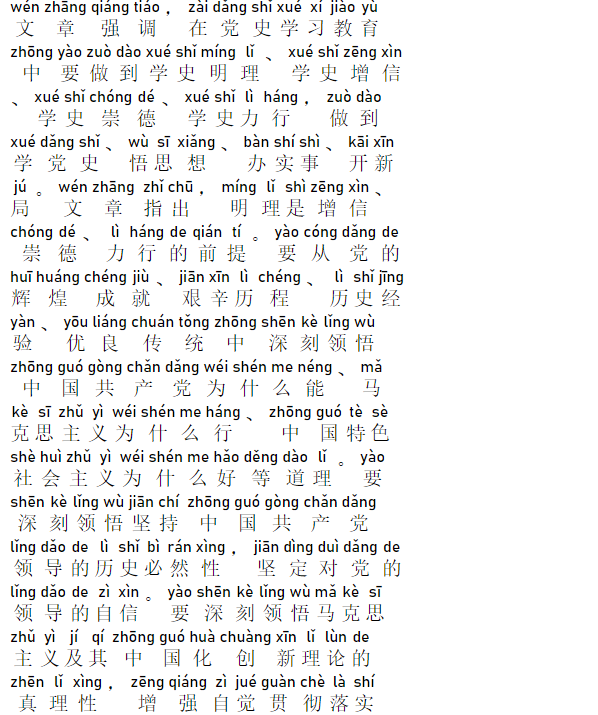 wén zhāng qiáng tiáo， zài dǎng shǐ xué xí jiào yù
文章强调 在党史学习教育
zhōng yào zuò dào xué shǐ míng lǐ 、 xué shǐ zēng xìn
中要做到学史明理 学史增信
、 xué shǐ chóng dé 、 xué shǐ lì háng， zuò dào
学史崇德 学史力行 做到
xué dǎng shǐ 、 wù sī xiǎng 、 bàn shí shì 、 kāi xīn
学党史 悟思想 办实事 开新
jú 。 wén zhāng zhǐ chū， míng lǐ shì zēng xìn 、
局 文章指出 明理是增信
chóng dé 、 lì háng de qián tí 。 yào cóng dǎng de
崇德 力行的前提 要从党的
huī huáng chéng jiù 、 jiān xīn lì chéng 、 lì shǐ jīng
辉煌成就 艰辛历程 历史经
yàn 、 yōu liáng chuán tǒng zhōng shēn kè lǐng wù
验 优良传统中深刻领悟
zhōng guó gòng chǎn dǎng wéi shén me néng 、 mǎ
中国共产党为什么能 马
kè sī zhǔ yì wéi shén me háng 、 zhōng guó tè sè
克思主义为什么行 中国特色
shè huì zhǔ yì wéi shén me hǎo děng dào lǐ 。 yào
社会主义为什么好等道理 要
shēn kè lǐng wù jiān chí zhōng guó gòng chǎn dǎng
深刻领悟坚持中国共产党
lǐng dǎo de lì shǐ bì rán xìng， jiān dìng duì dǎng de
领导的历史必然性 坚定对党的
lǐng dǎo de zì xìn 。 yào shēn kè lǐng wù mǎ kè sī
领导的自信 要深刻领悟马克思
zhǔ yì jí qí zhōng guó huà chuàng xīn lǐ lùn de
主义及其中国化创新理论的
zhēn lǐ xìng， zēng qiáng zì jué guàn chè là shí
真理性 增强自觉贯彻落实